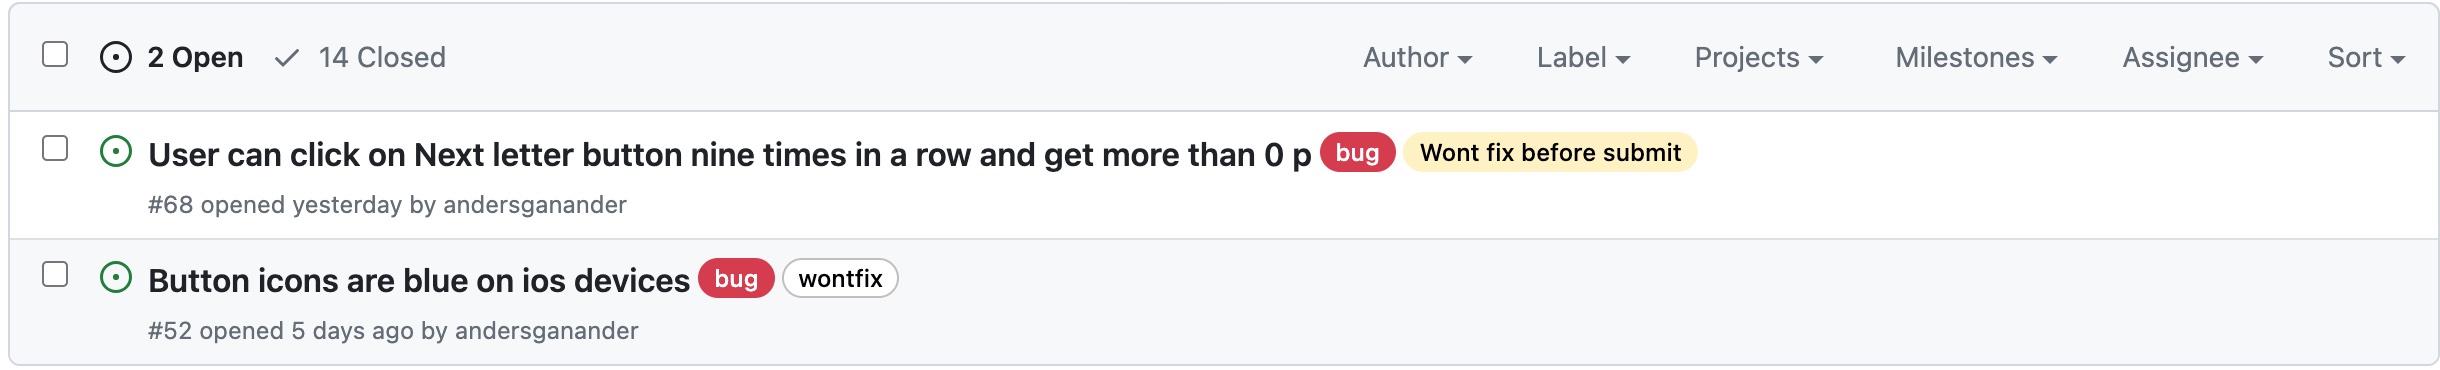 2 Open 14 Closed Author Label Projects Milestones Assignee Sort
User can click on Next letter button nine times in a row and get more than 0 p bug Wont fix before submit
#68 opened yesterday by andersganander
Button icons are blue on ios devices bug wontfix
#52 opened 5 days ago by andersganander